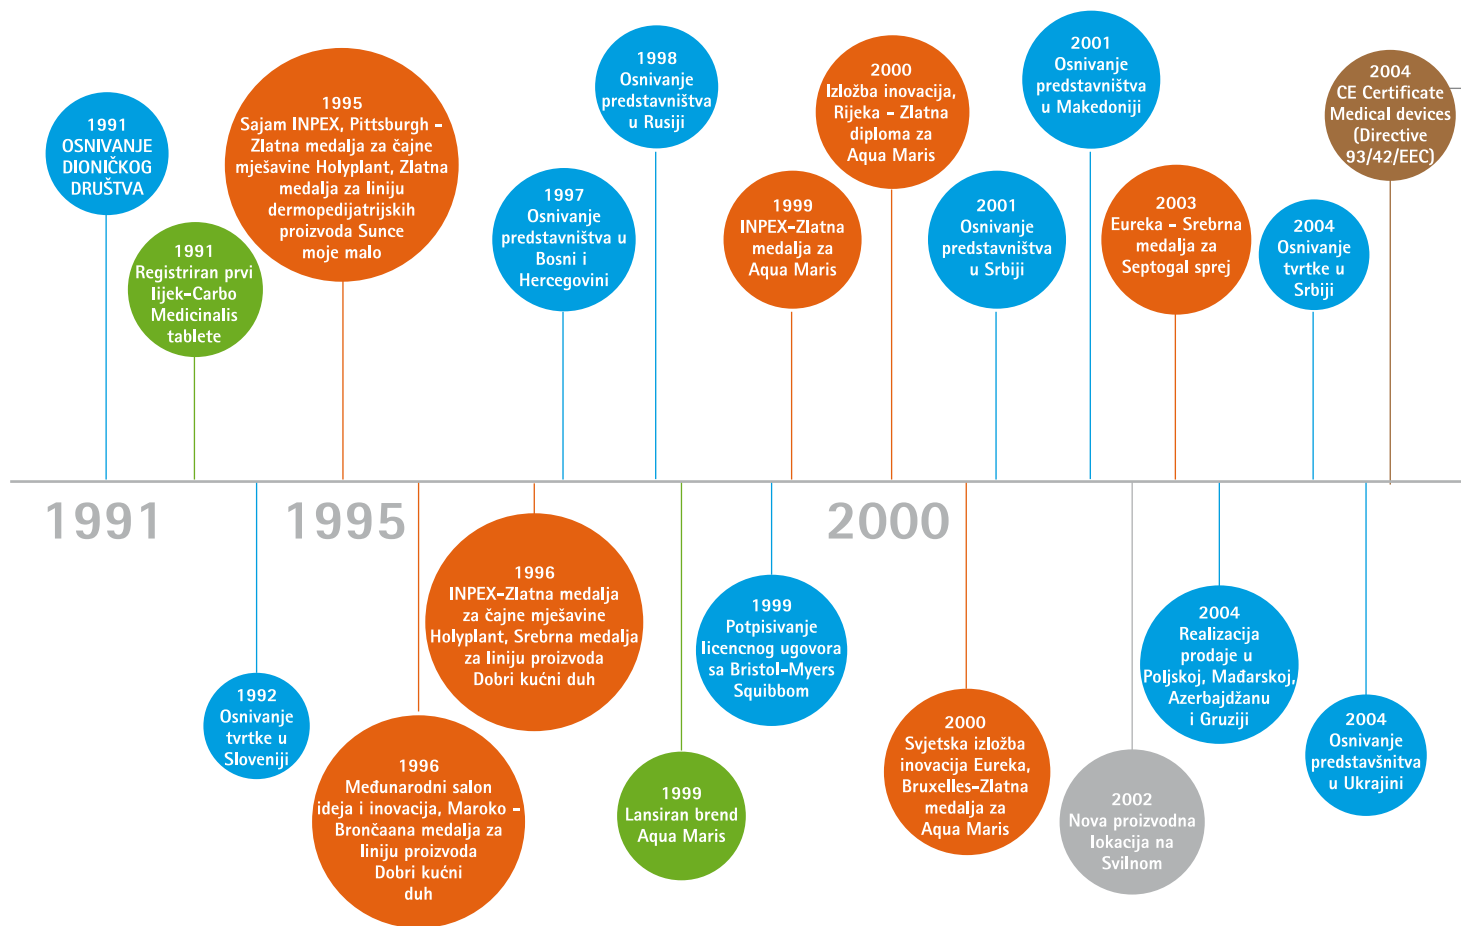 1991
OSNIVANJE
DIONIČKOG
DRUŠTVA
1991
Registriran prvi
lijek-Carbo
Medicinalis
tablete
1995
Sajam INPEX, Pittsburgh -
Zlatna medalja za čajne
mješavine Holyplant, Zlatna
medalja za liniju
dermopedijatrijskih
proizvoda Sunce
moje malo
1997
Osnivanje
predstavništva u
Bosni i
Hercegovini
1998
Osnivanje
predstavništva
u Rusiji
1999
INPEX-Zlatna
medalja za
Aqua Maris
2000
Izložba inovacija,
Rijeka - Zlatna
diploma za
Aqua Maris
2001
Osnivanje
predstavništva
u Srbiji
2001
Osnivanje
predstavništva
u Makedoniji
2003
Eureka - Srebrna
medalja za
Septogal sprej
2004
Osnivanje
tvrtke u
Srbiji
2004
CE Certificate
Medical devices
(Directive
93/42/EEC)
1991
1995
2000
1992
Osnivanje
tvrtke u
Sloveniji
1996
Međunarodni salon
ideja i inovacija, Maroko -
Brončaana medalja za
liniju proizvoda
Dobri kućni
duh
1996
INPEX-Zlatna medalja
za čajne mješavine
Holyplant, Srebrna medalja
za liniju proizvoda
Dobri kućni duh
1999
Lansiran brend
Aqua Maris
1999
Potpisivanje
licencnog ugovora
sa Bristol-Myers
Squibbom
2000
Svjetska izložba
inovacija Eureka,
Bruxelles-Zlatna
medalja za
Aqua Maris
2002
Nova proizvodna
lokacija na
Svilnom
2004
Realizacija
prodaje u
Poljskoj, Mađarskoj,
Azerbajdžanu
i Gruziji
2004
Osnivanje
predstavšnitva
u Ukrajini